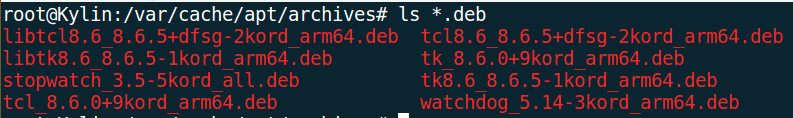 root@Kylin:/var/cache/apt/archives# ls *.deb
libtcl8.6_8.6.5+dfsg-2kord_arm64.deb tcl8.6_8.6.5+dfsg-2kord_arm64.deb
libtk8.6_8.6.5-1kord_arm64.deb tk_8.6.0+9kord_arm64.deb
stopwatch_3.5-5kord_all.deb tk8.6_8.6.5-1kord_arm64.deb
tcl_8.6.0+9kord_arm64.deb watchdog_5.14-3kord_arm64.deb